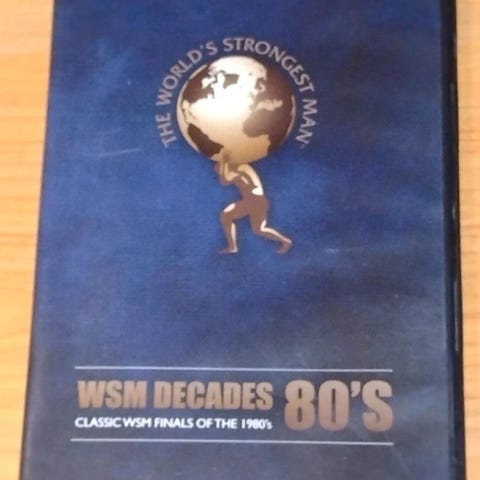 THE WORLD'S STRONGEST MAN
WSM DECADES 80'S
CLASSIC WSM FINALS OF THE 1980's